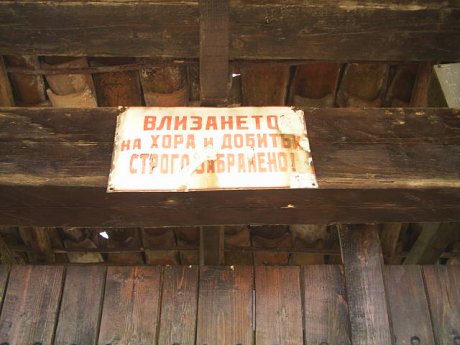 ВЛИЗАНЕТО
НА ХОРА И ДОБИТЪК
СТРОГО ЗАБРАНЕНО!